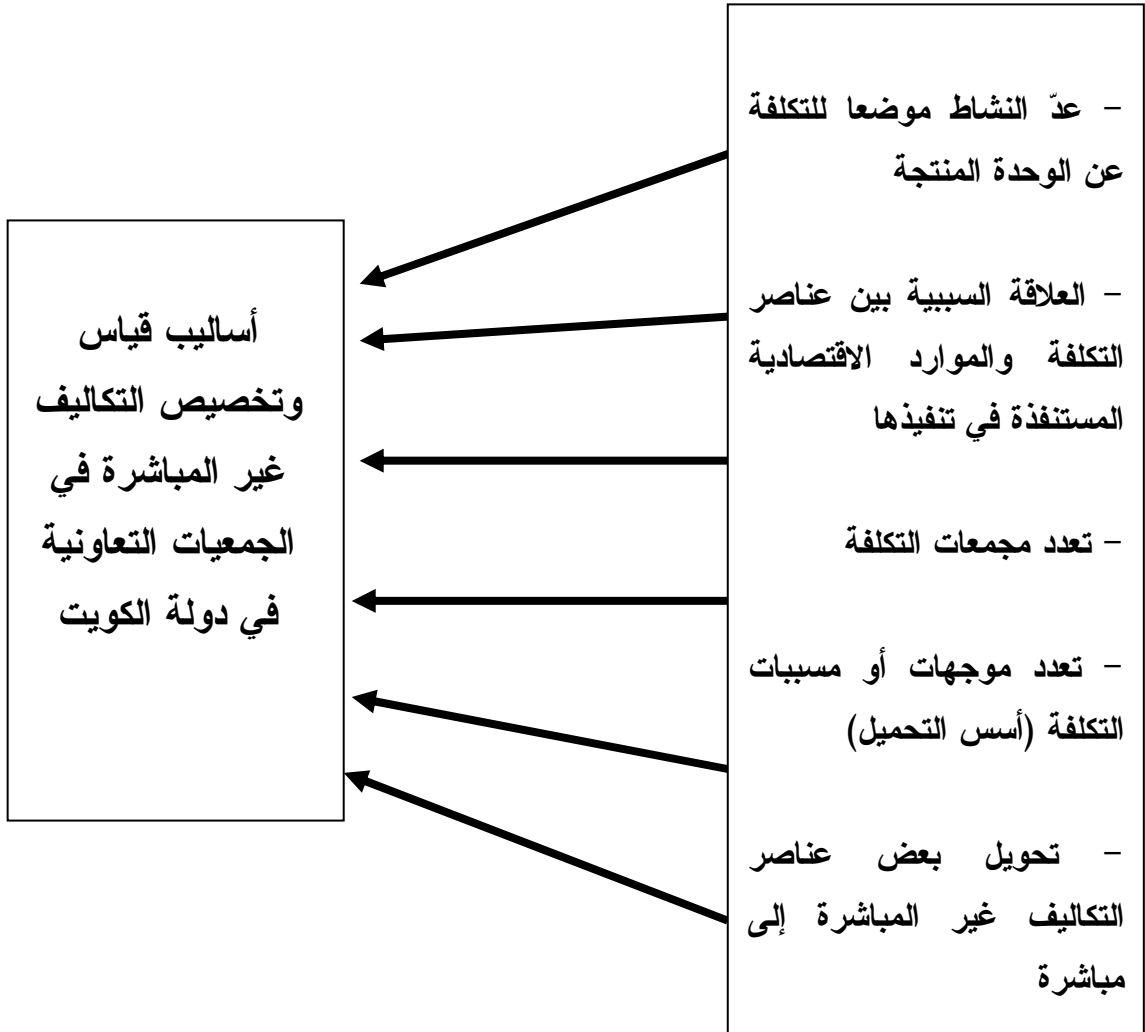 – عدّ النشاط موضعا للتكلفة
عن الوحدة المنتجة
– العلاقة السببية بين عناصر
التكلفة والموارد الاقتصادية
المستنفذة في تنفيذها
– تعدد مجمعات التكلفة
– تعدد موجهات أو مسببات
التكلفة (أسس التحميل)
– تحويل بعض عناصر
التكاليف غير المباشرة إلى
مباشرة
أساليب قياس
وتخصيص التكاليف
غير المباشرة في
الجمعيات التعاونية
في دولة الكويت